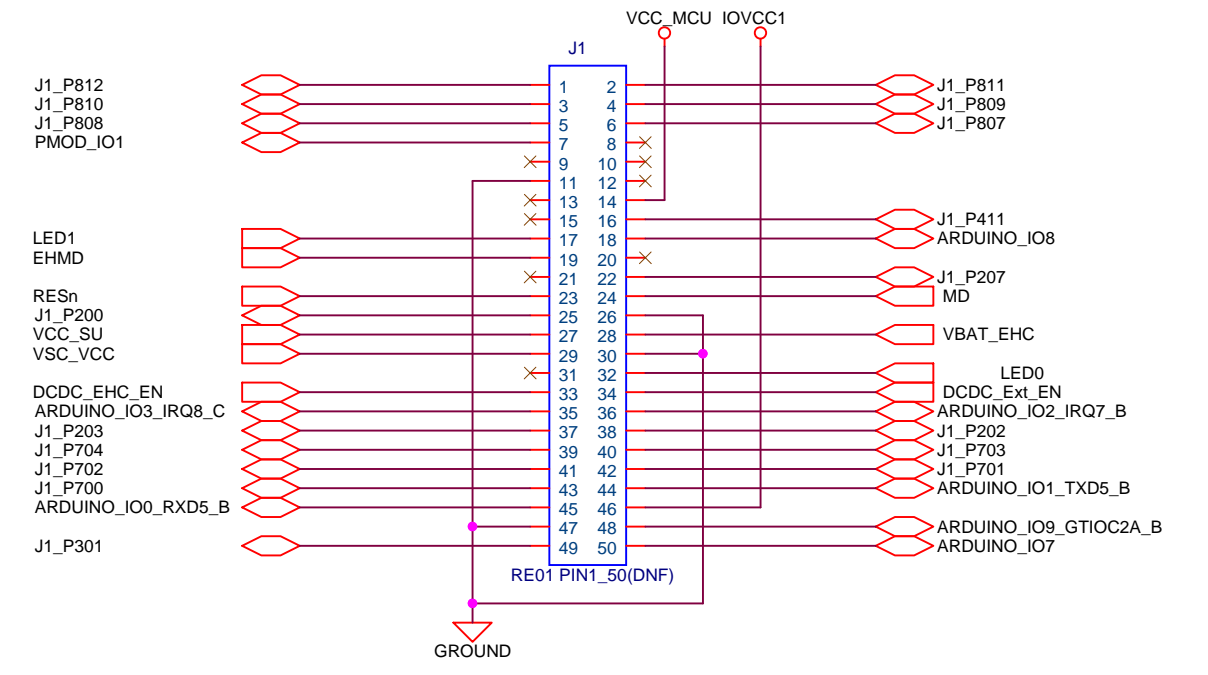 VCC_MCU IOVCC1
J1
J1_P812 1 2 J1_P811
J1_P810 3 4 J1_P809
J1_P808 5 6 J1_P807
PMOD_IO1 7 8
9 10
11 12
13 14
15 16 J1_P411
LED1 17 18 ARDUINO_IO8
EHMD 19 20
21 22 J1_P207
RESn 23 24 MD
J1_P200 25 26
VCC_SU 27 28 VBAT_EHC
VSC_VCC 29 30
31 32 LED0
DCDC_EHC_EN 33 34 DCDC_Ext_EN
ARDUINO_IO3_IRQ8_C 35 36 ARDUINO_IO2_IRQ7_B
J1_P203 37 38 J1_P202
J1_P704 39 40 J1_P703
J1_P702 41 42 J1_P701
J1_P700 43 44 ARDUINO_IO1_TXD5_B
ARDUINO_IO0_RXD5_B 45 46
47 48 ARDUINO_IO9_GTIOC2A_B
J1_P301 49 50 ARDUINO_IO7
RE01 PIN1_50(DNF)
GROUND